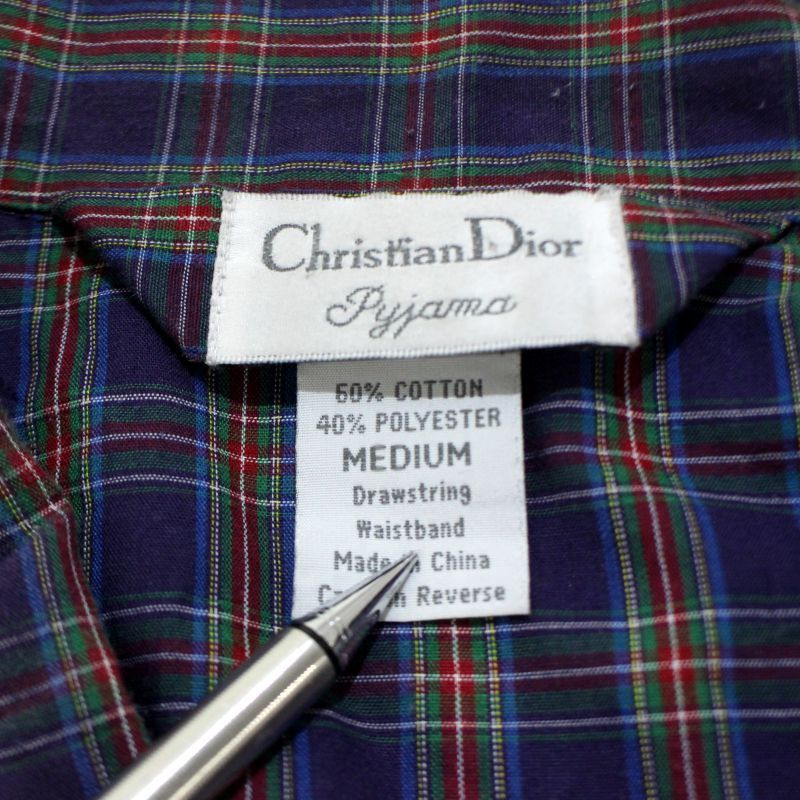 Christian Dior
Pyjama
60% COTTON
40% POLYESTER
MEDIUM
Drawstring
Waistband
Made China
Reverse